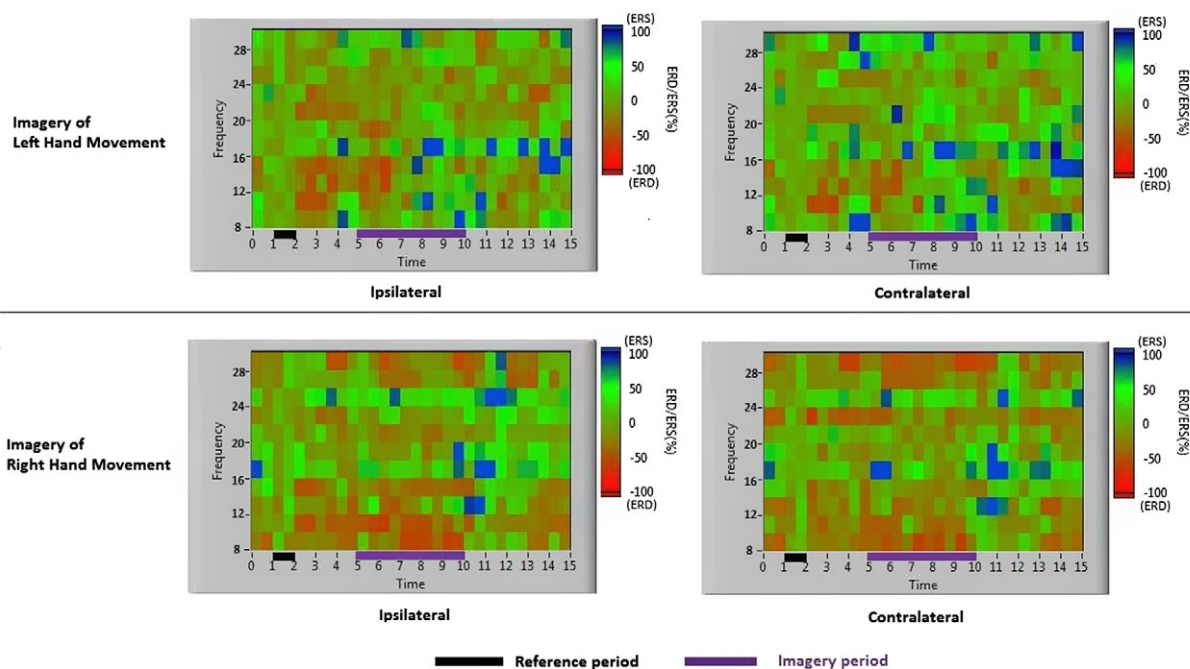 Imagery of
Left Hand Movement
Frequency
28
24
20
16
12
8
0 1 2 3 4 5 6 7 8 9 10 11 12 13 14 15
Time
Ipsilateral
(ERS)
100
50
0
-50
-100
(ERD)
ERD/ERS(%)
Frequency
28
24
20
16
12
8
0 1 2 3 4 5 6 7 8 9 10 11 12 13 14 15
Time
Contralateral
(ERS)
100
50
0
-50
-100
(ERD)
ERD/ERS(%)
Imagery of
Right Hand Movement
Frequency
28
24
20
16
12
8
0 1 2 3 4 5 6 7 8 9 10 11 12 13 14 15
Time
Ipsilateral
(ERS)
100
50
0
-50
-100
(ERD)
ERD/ERS(%)
Frequency
28
24
20
16
12
8
0 1 2 3 4 5 6 7 8 9 10 11 12 13 14 15
Time
Contralateral
(ERS)
100
50
0
-50
-100
(ERD)
ERD/ERS(%)
Reference period Imagery period